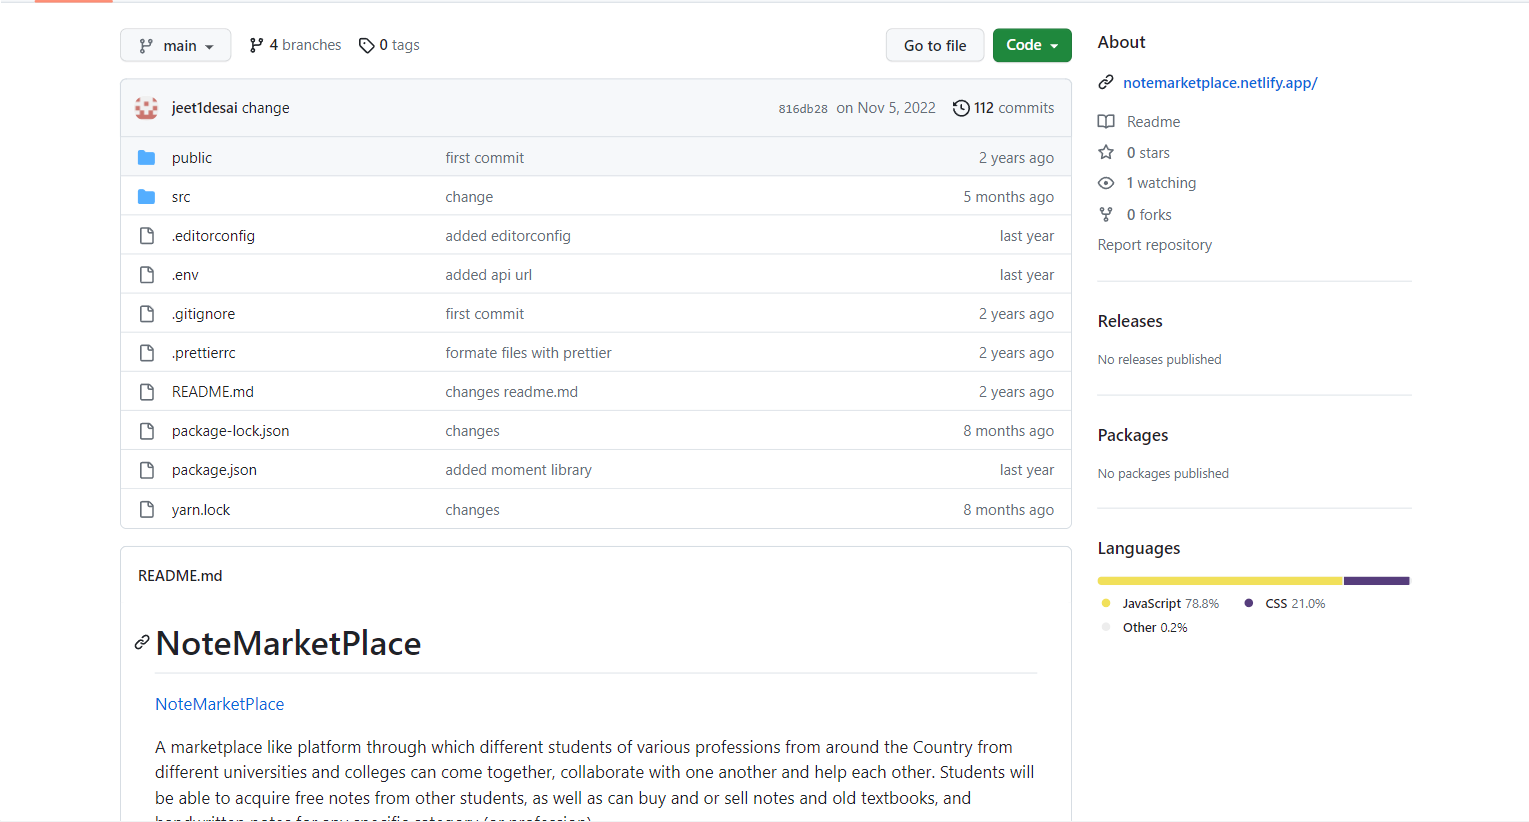 main
4 branches
0 tags
Go to file
Code
jeet1desai change
816db28 on Nov 5, 2022
112 commits
public first commit 2 years ago
src change 5 months ago
.editorconfig added editorconfig last year
.env added api url last year
.gitignore first commit 2 years ago
.prettierrc formate files with prettier 2 years ago
README.md changes readme.md 2 years ago
package-lock.json changes 8 months ago
package.json added moment library last year
yarn.lock changes 8 months ago
README.md
NoteMarketPlace
NoteMarketPlace
A marketplace like platform through which different students of various professions from around the Country from
different universities and colleges can come together, collaborate with one another and help each other. Students will
be able to acquire free notes from other students, as well as can buy and or sell notes and old textbooks, and
handwritten notes for any specific category (or profession)
About
notemarketplace.netlify.app/
Readme
0 stars
1 watching
0 forks
Report repository
Releases
No releases published
Packages
No packages published
Languages
JavaScript 78.8% CSS 21.0%
Other 0.2%